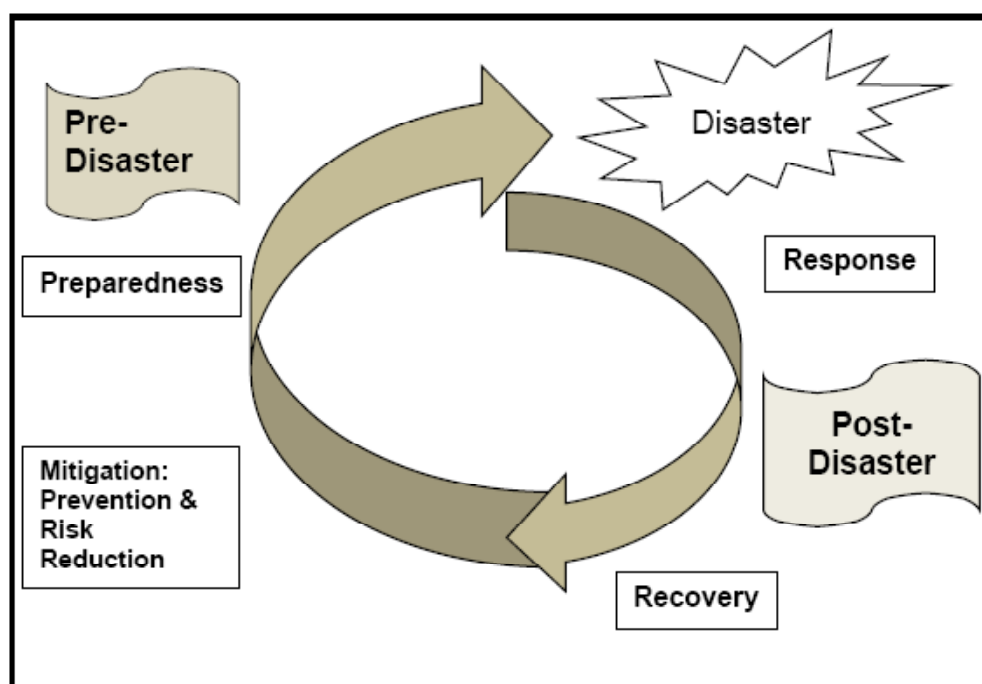 Pre-
Disaster
Disaster
Preparedness
Response
Mitigation:
Prevention &
Risk
Reduction
Post-
Disaster
Recovery